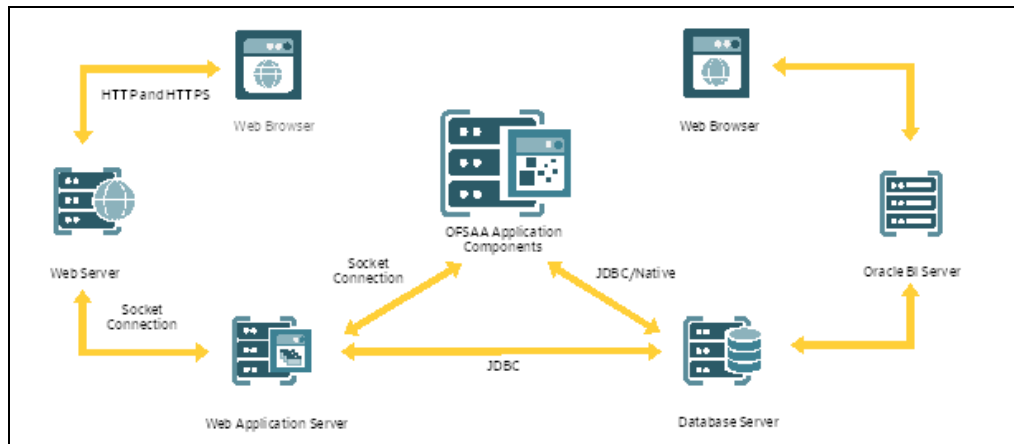 HTTP and HTTPS
Web Browser
Web Browser
OFSAA Application
Components
Web Server
Socket
Connection
JDBC/Native
Oracle BI Server
Socket
Connection
JDBC
Web Application Server
Database Server